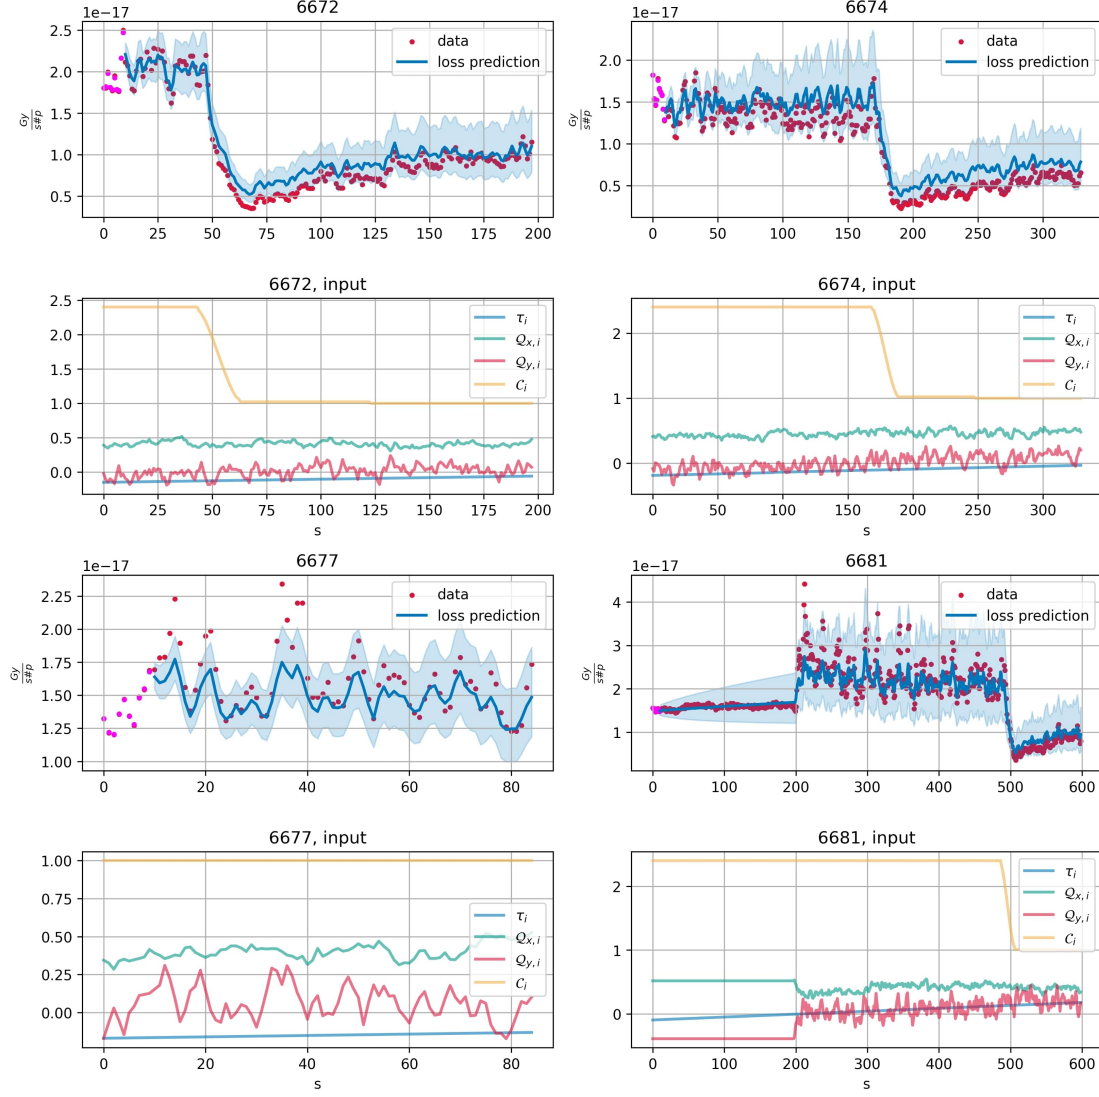 6672
1e−17
2.5
2.0
1.5
1.0
0.5
Gy
s#p
data
loss prediction
0 25 50 75 100 125 150 175 200
6674
1e−17
2.0
1.5
1.0
0.5
Gy
s#p
data
loss prediction
0 50 100 150 200 250 300
6672, input
2.5
2.0
1.5
1.0
0.5
0.0
τi
Qx, i
Qy, i
Ci
0 25 50 75 100 125 150 175 200
s
6674, input
2
1
0
τi
Qx, i
Qy, i
Ci
0 50 100 150 200 250 300
s
6677
1e−17
2.25
2.00
1.75
1.50
1.25
1.00
Gy
s#p
data
loss prediction
0 20 40 60 80
6681
1e−17
4
3
2
1
Gy
s#p
data
loss prediction
0 100 200 300 400 500 600
6677, input
1.00
0.75
0.50
0.25
0.00
τi
Qx, i
Qy, i
Ci
0 20 40 60 80
s
6681, input
2
1
0
τi
Qx, i
Qy, i
Ci
0 100 200 300 400 500 600
s